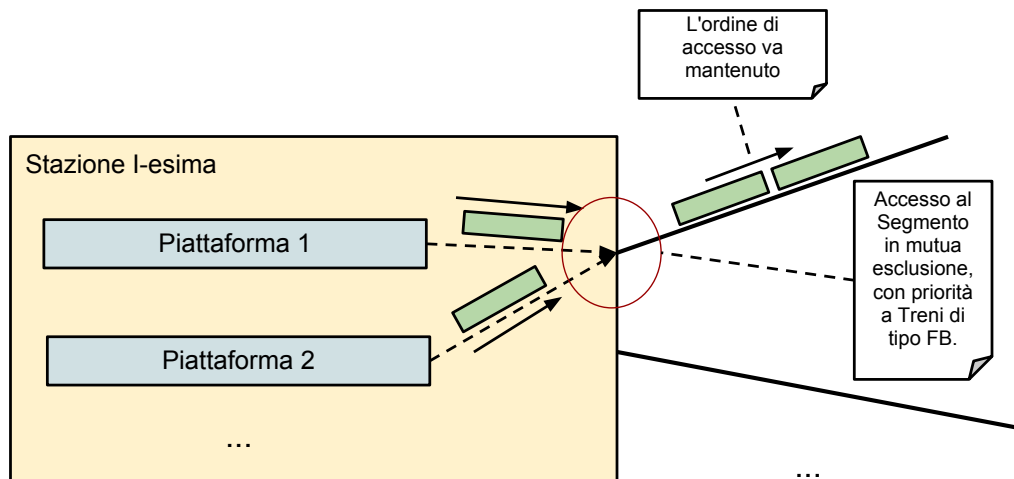 L'ordine di
accesso va
mantenuto
Stazione I-esima
Piattaforma 1
Accesso al
Segmento
in mutua
esclusione,
con priorità
a Treni di
tipo FB.
Piattaforma 2
...
...